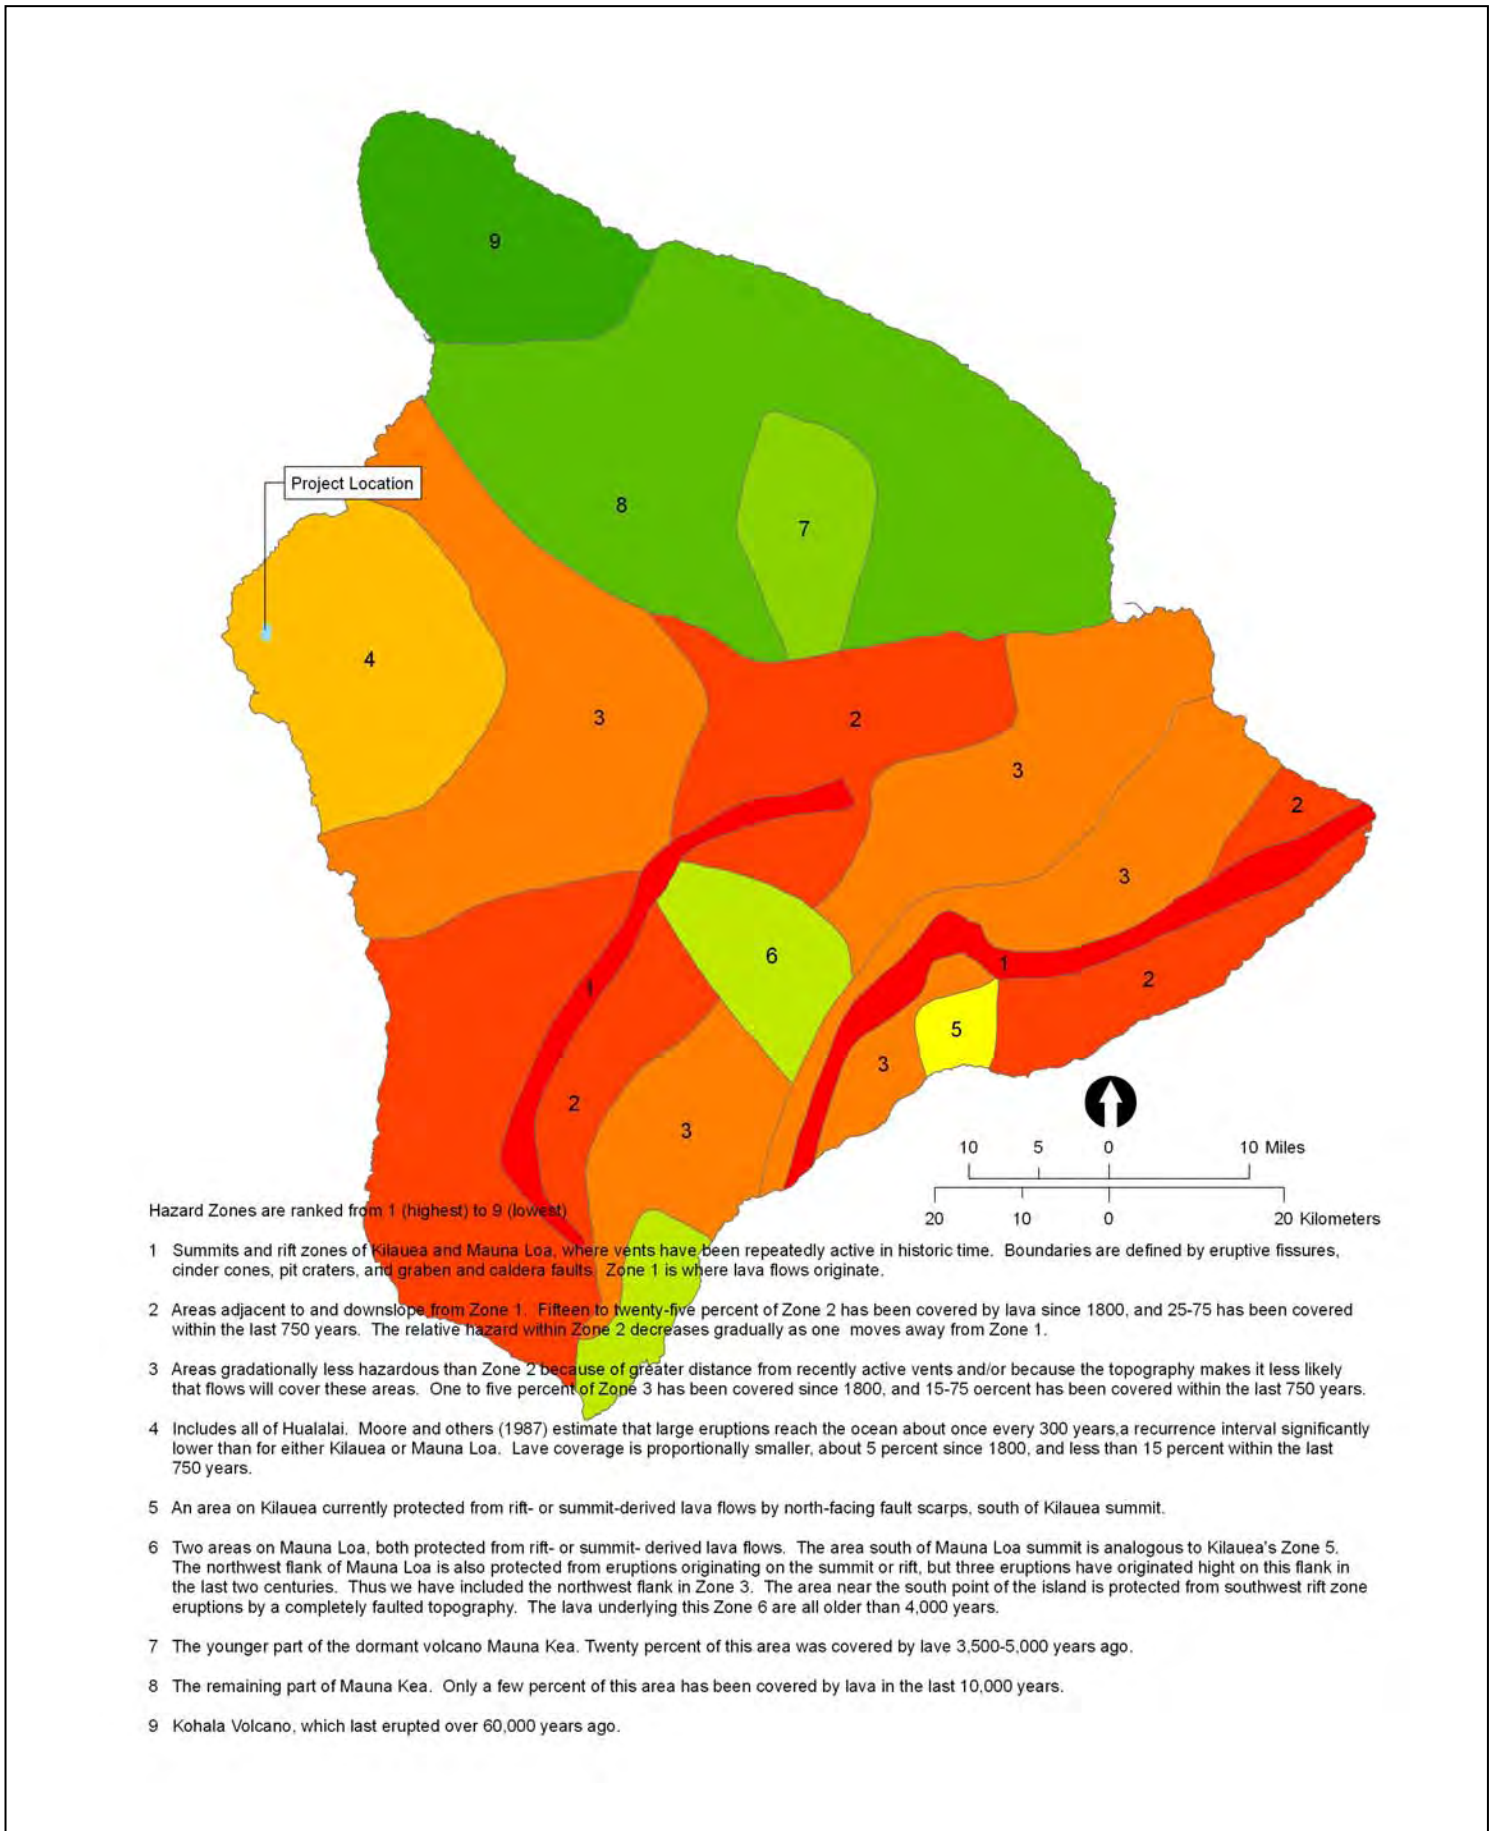 9
Project Location
8
7
4
3
2
3
2
3
6
1
1
2
5
3
2
3
10 5 0 10 Miles
20 10 0 20 Kilometers
Hazard Zones are ranked from 1 (highest) to 9 (lowest)
1 Summits and rift zones of Kilauea and Mauna Loa, where vents have been repeatedly active in historic time. Boundaries are defined by eruptive fissures,
cinder cones, pit craters, and graben and caldera faults. Zone 1 is where lava flows originate.
2 Areas adjacent to and downslope from Zone 1. Fifteen to twenty-five percent of Zone 2 has been covered by lava since 1800, and 25-75 has been covered
within the last 750 years. The relative hazard within Zone 2 decreases gradually as one moves away from Zone 1.
3 Areas gradationally less hazardous than Zone 2 because of greater distance from recently active vents and/or because the topography makes it less likely
that flows will cover these areas. One to five percent of Zone 3 has been covered since 1800, and 15-75 oercent has been covered within the last 750 years.
4 Includes all of Hualalai. Moore and others (1987) estimate that large eruptions reach the ocean about once every 300 years,a recurrence interval significantly
lower than for either Kilauea or Mauna Loa. Lave coverage is proportionally smaller, about 5 percent since 1800, and less than 15 percent within the last
750 years.
5 An area on Kilauea currently protected from rift- or summit-derived lava flows by north-facing fault scarps, south of Kilauea summit.
6 Two areas on Mauna Loa, both protected from rift- or summit- derived lava flows. The area south of Mauna Loa summit is analogous to Kilauea's Zone 5.
The northwest flank of Mauna Loa is also protected from eruptions originating on the summit or rift, but three eruptions have originated hight on this flank in
the last two centuries. Thus we have included the northwest flank in Zone 3. The area near the south point of the island is protected from southwest rift zone
eruptions by a completely faulted topography. The lava underlying this Zone 6 are all older than 4,000 years.
7 The younger part of the dormant volcano Mauna Kea. Twenty percent of this area was covered by lave 3,500-5,000 years ago.
8 The remaining part of Mauna Kea. Only a few percent of this area has been covered by lava in the last 10,000 years.
9 Kohala Volcano, which last erupted over 60,000 years ago.